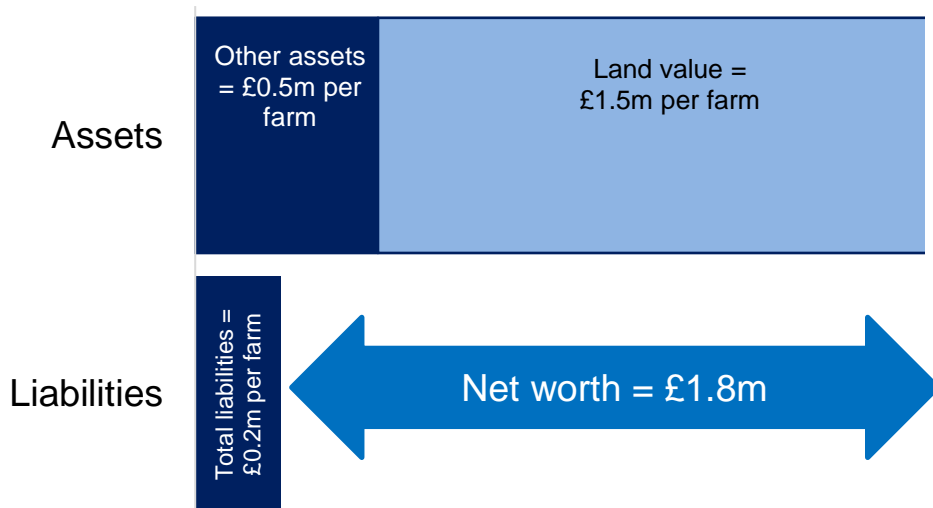 Other assets
= £0.5m per
farm
Land value =
£1.5m per farm
Assets
Total liabilities =
£0.2m per farm
Net worth = £1.8m
Liabilities